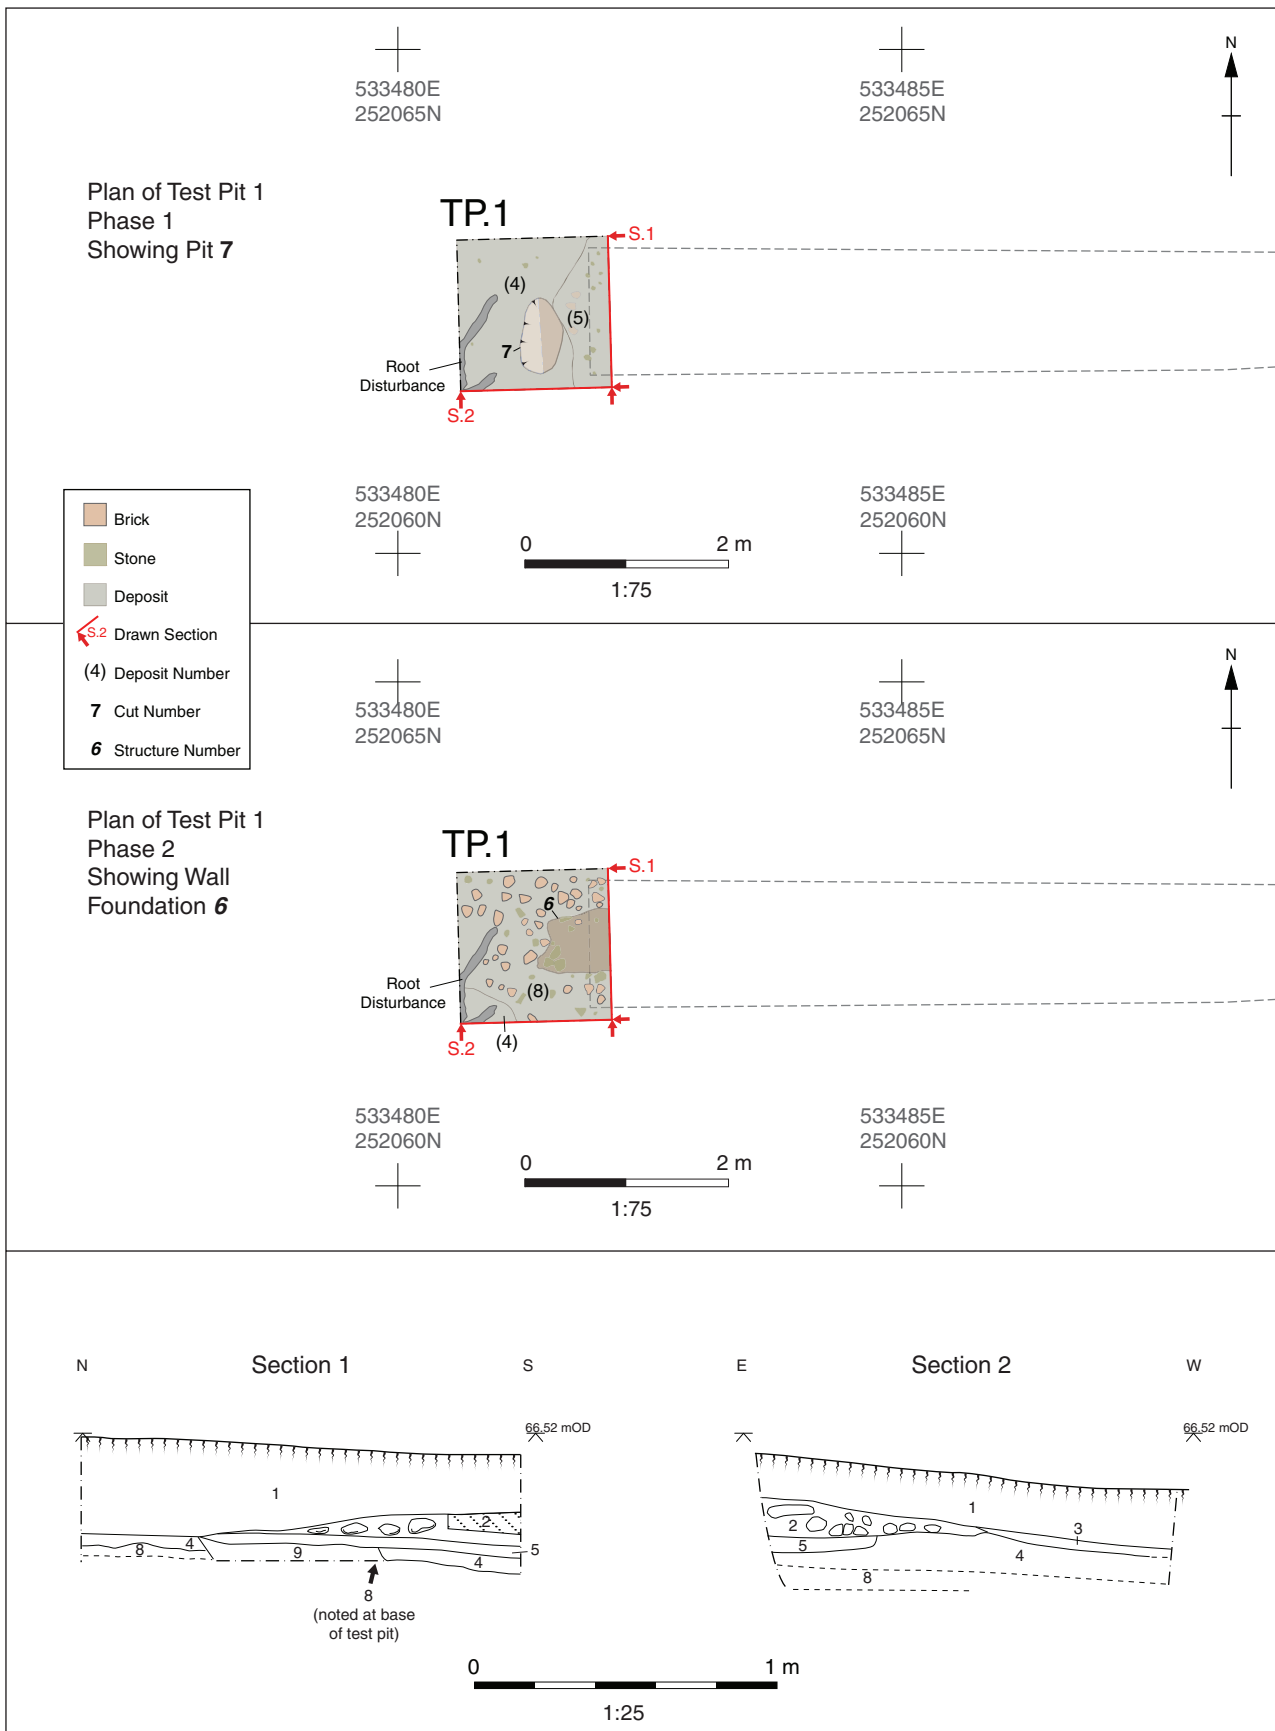 533480E
252065N
533485E
252065N
N
Plan of Test Pit 1
Phase 1
Showing Pit 7
TP.1
S.1
(4)
(5)
7
Root
Disturbance
S.2
533480E
252060N
533485E
252060N
0 2 m
1:75
Brick
Stone
Deposit
S.2 Drawn Section
(4) Deposit Number
7 Cut Number
6 Structure Number
533480E
252065N
533485E
252065N
N
Plan of Test Pit 1
Phase 2
Showing Wall
Foundation 6
TP.1
S.1
6
(8)
Root
Disturbance
S.2
(4)
533480E
252060N
533485E
252060N
0 2 m
1:75
N Section 1 S
66.52 mOD
1
2
8 4 9 4 5
8
(noted at base
of test pit)
E Section 2 W
66.52 mOD
1
2 3
5 4
8
0 1 m
1:25